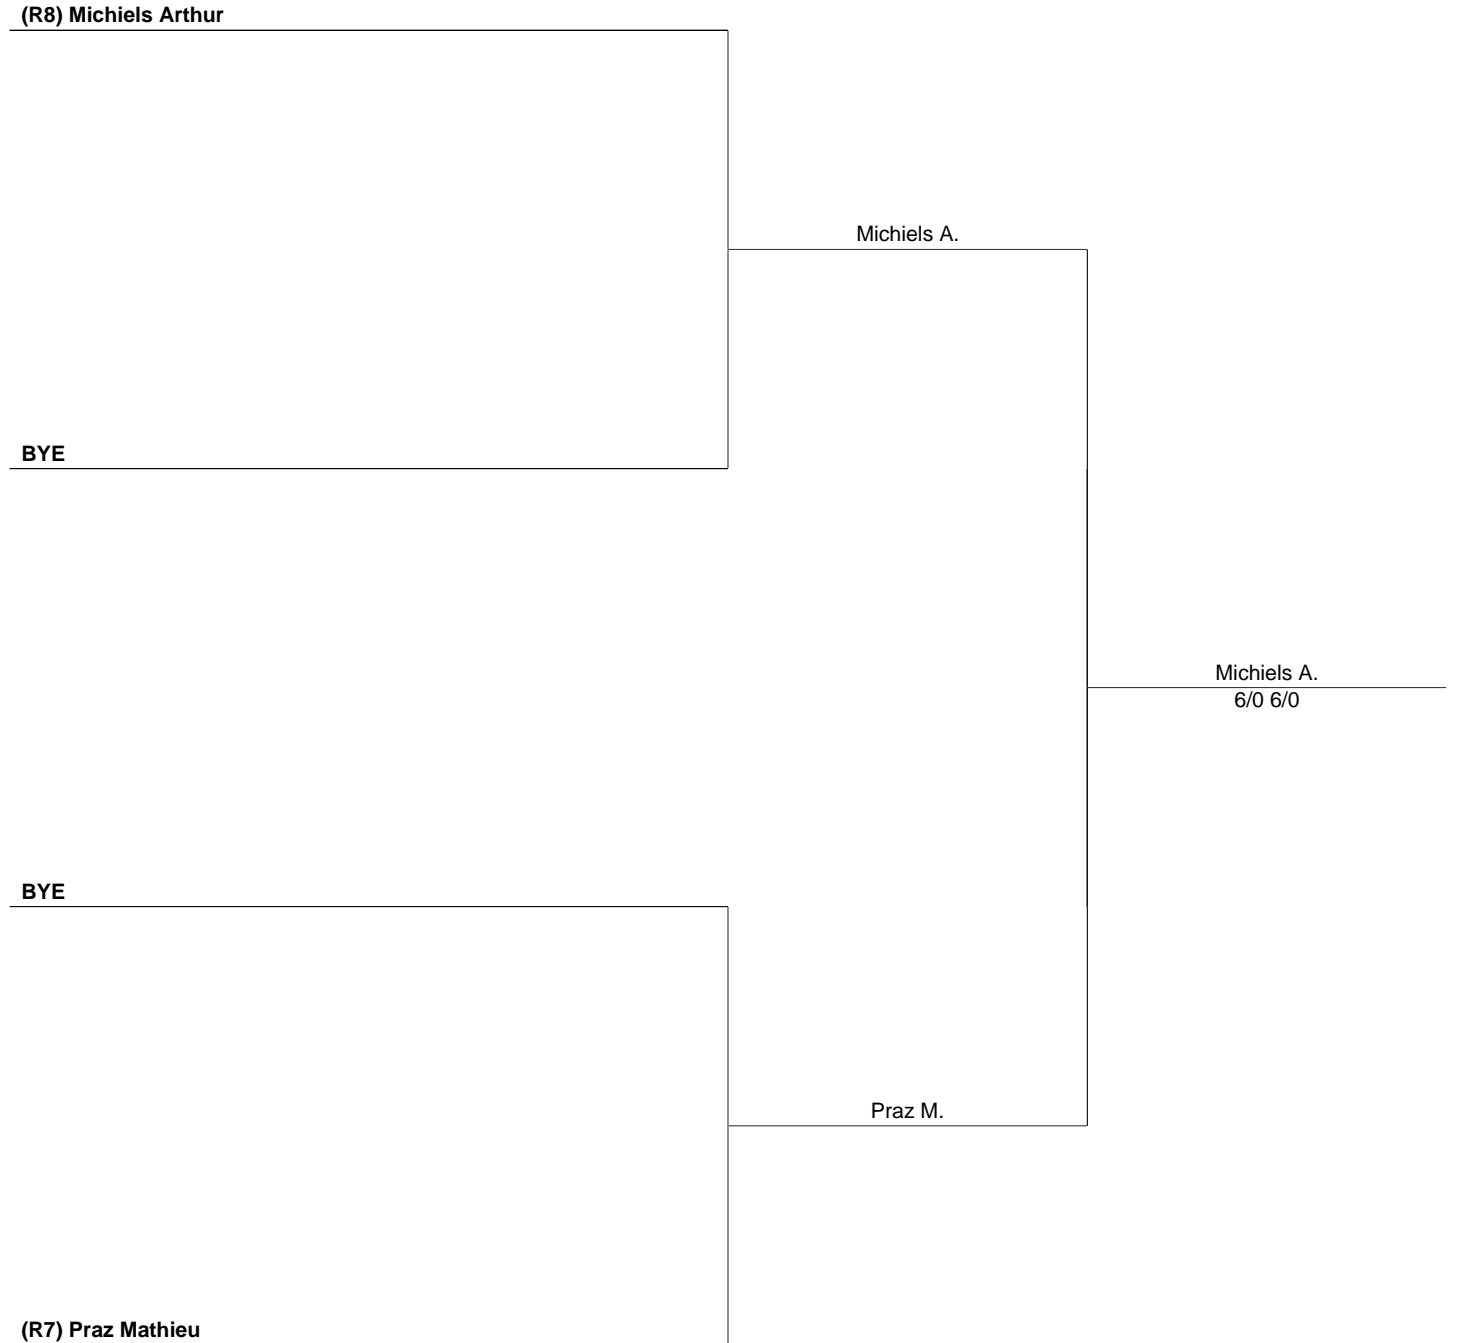 (R8) Michiels Arthur
Michiels A.
BYE
Michiels A.
6/0 6/0
BYE
Praz M.
(R7) Praz Mathieu